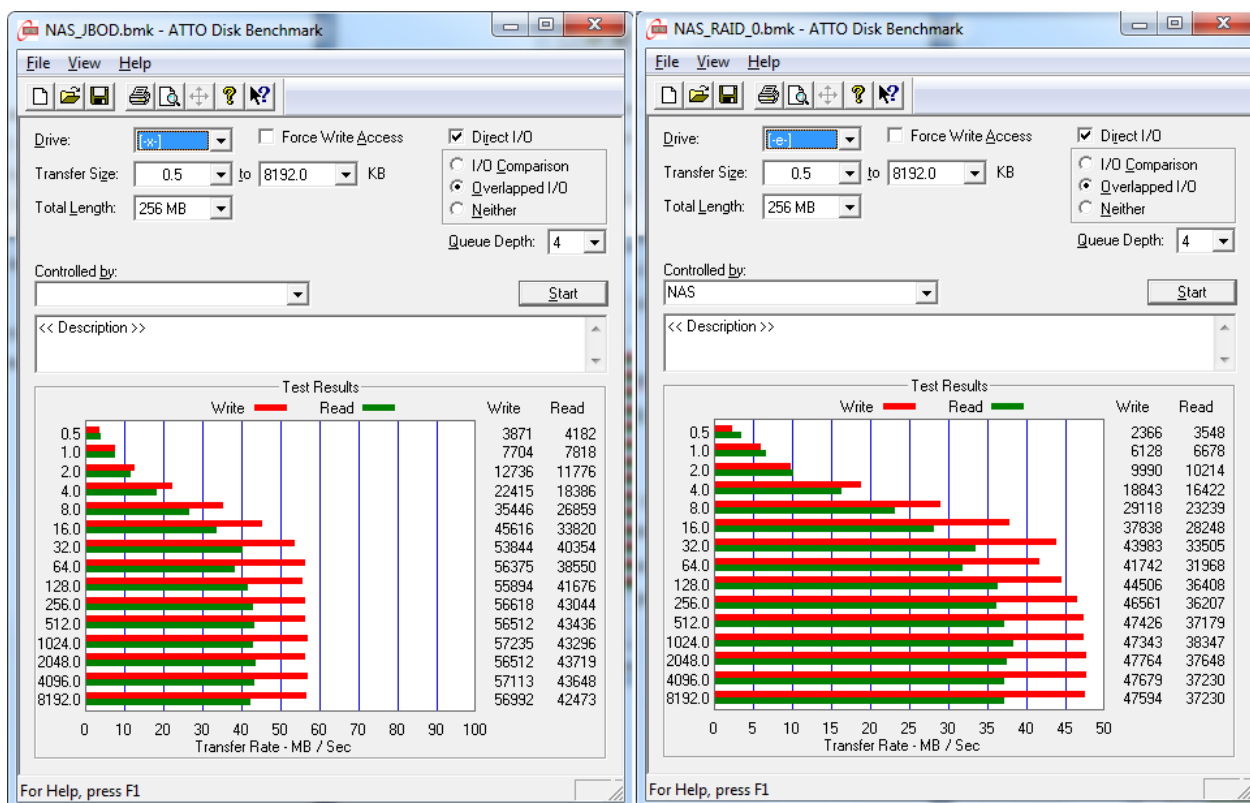 NAS_JBOD.bmk - ATTO Disk Benchmark
File View Help
Drive: [-x-] Force Write Access Direct I/O
Transfer Size: 0.5 to 8192.0 KB
I/O Comparison
Overlapped I/O
Neither
Total Length: 256 MB
Queue Depth: 4
Controlled by:
Start
<< Description >>
Test Results
Write Read Write Read
0.5 3871 4182
1.0 7704 7818
2.0 12736 11776
4.0 22415 18386
8.0 35446 26859
16.0 45616 33820
32.0 53844 40354
64.0 56375 38550
128.0 55894 41676
256.0 56618 43044
512.0 56512 43436
1024.0 57235 43296
2048.0 56512 43719
4096.0 57113 43648
8192.0 56992 42473
0 10 20 30 40 50 60 70 80 90 100
Transfer Rate - MB / Sec
For Help, press F1
NAS_RAID_0.bmk - ATTO Disk Benchmark
File View Help
Drive: [-e-] Force Write Access Direct I/O
Transfer Size: 0.5 to 8192.0 KB
I/O Comparison
Overlapped I/O
Neither
Total Length: 256 MB
Queue Depth: 4
Controlled by:
NAS Start
<< Description >>
Test Results
Write Read Write Read
0.5 2366 3548
1.0 6128 6678
2.0 9990 10214
4.0 18843 16422
8.0 29118 23239
16.0 37838 28248
32.0 43983 33505
64.0 41742 31968
128.0 44506 36408
256.0 46561 36207
512.0 47426 37179
1024.0 47343 38347
2048.0 47764 37648
4096.0 47679 37230
8192.0 47594 37230
0 5 10 15 20 25 30 35 40 45 50
Transfer Rate - MB / Sec
For Help, press F1